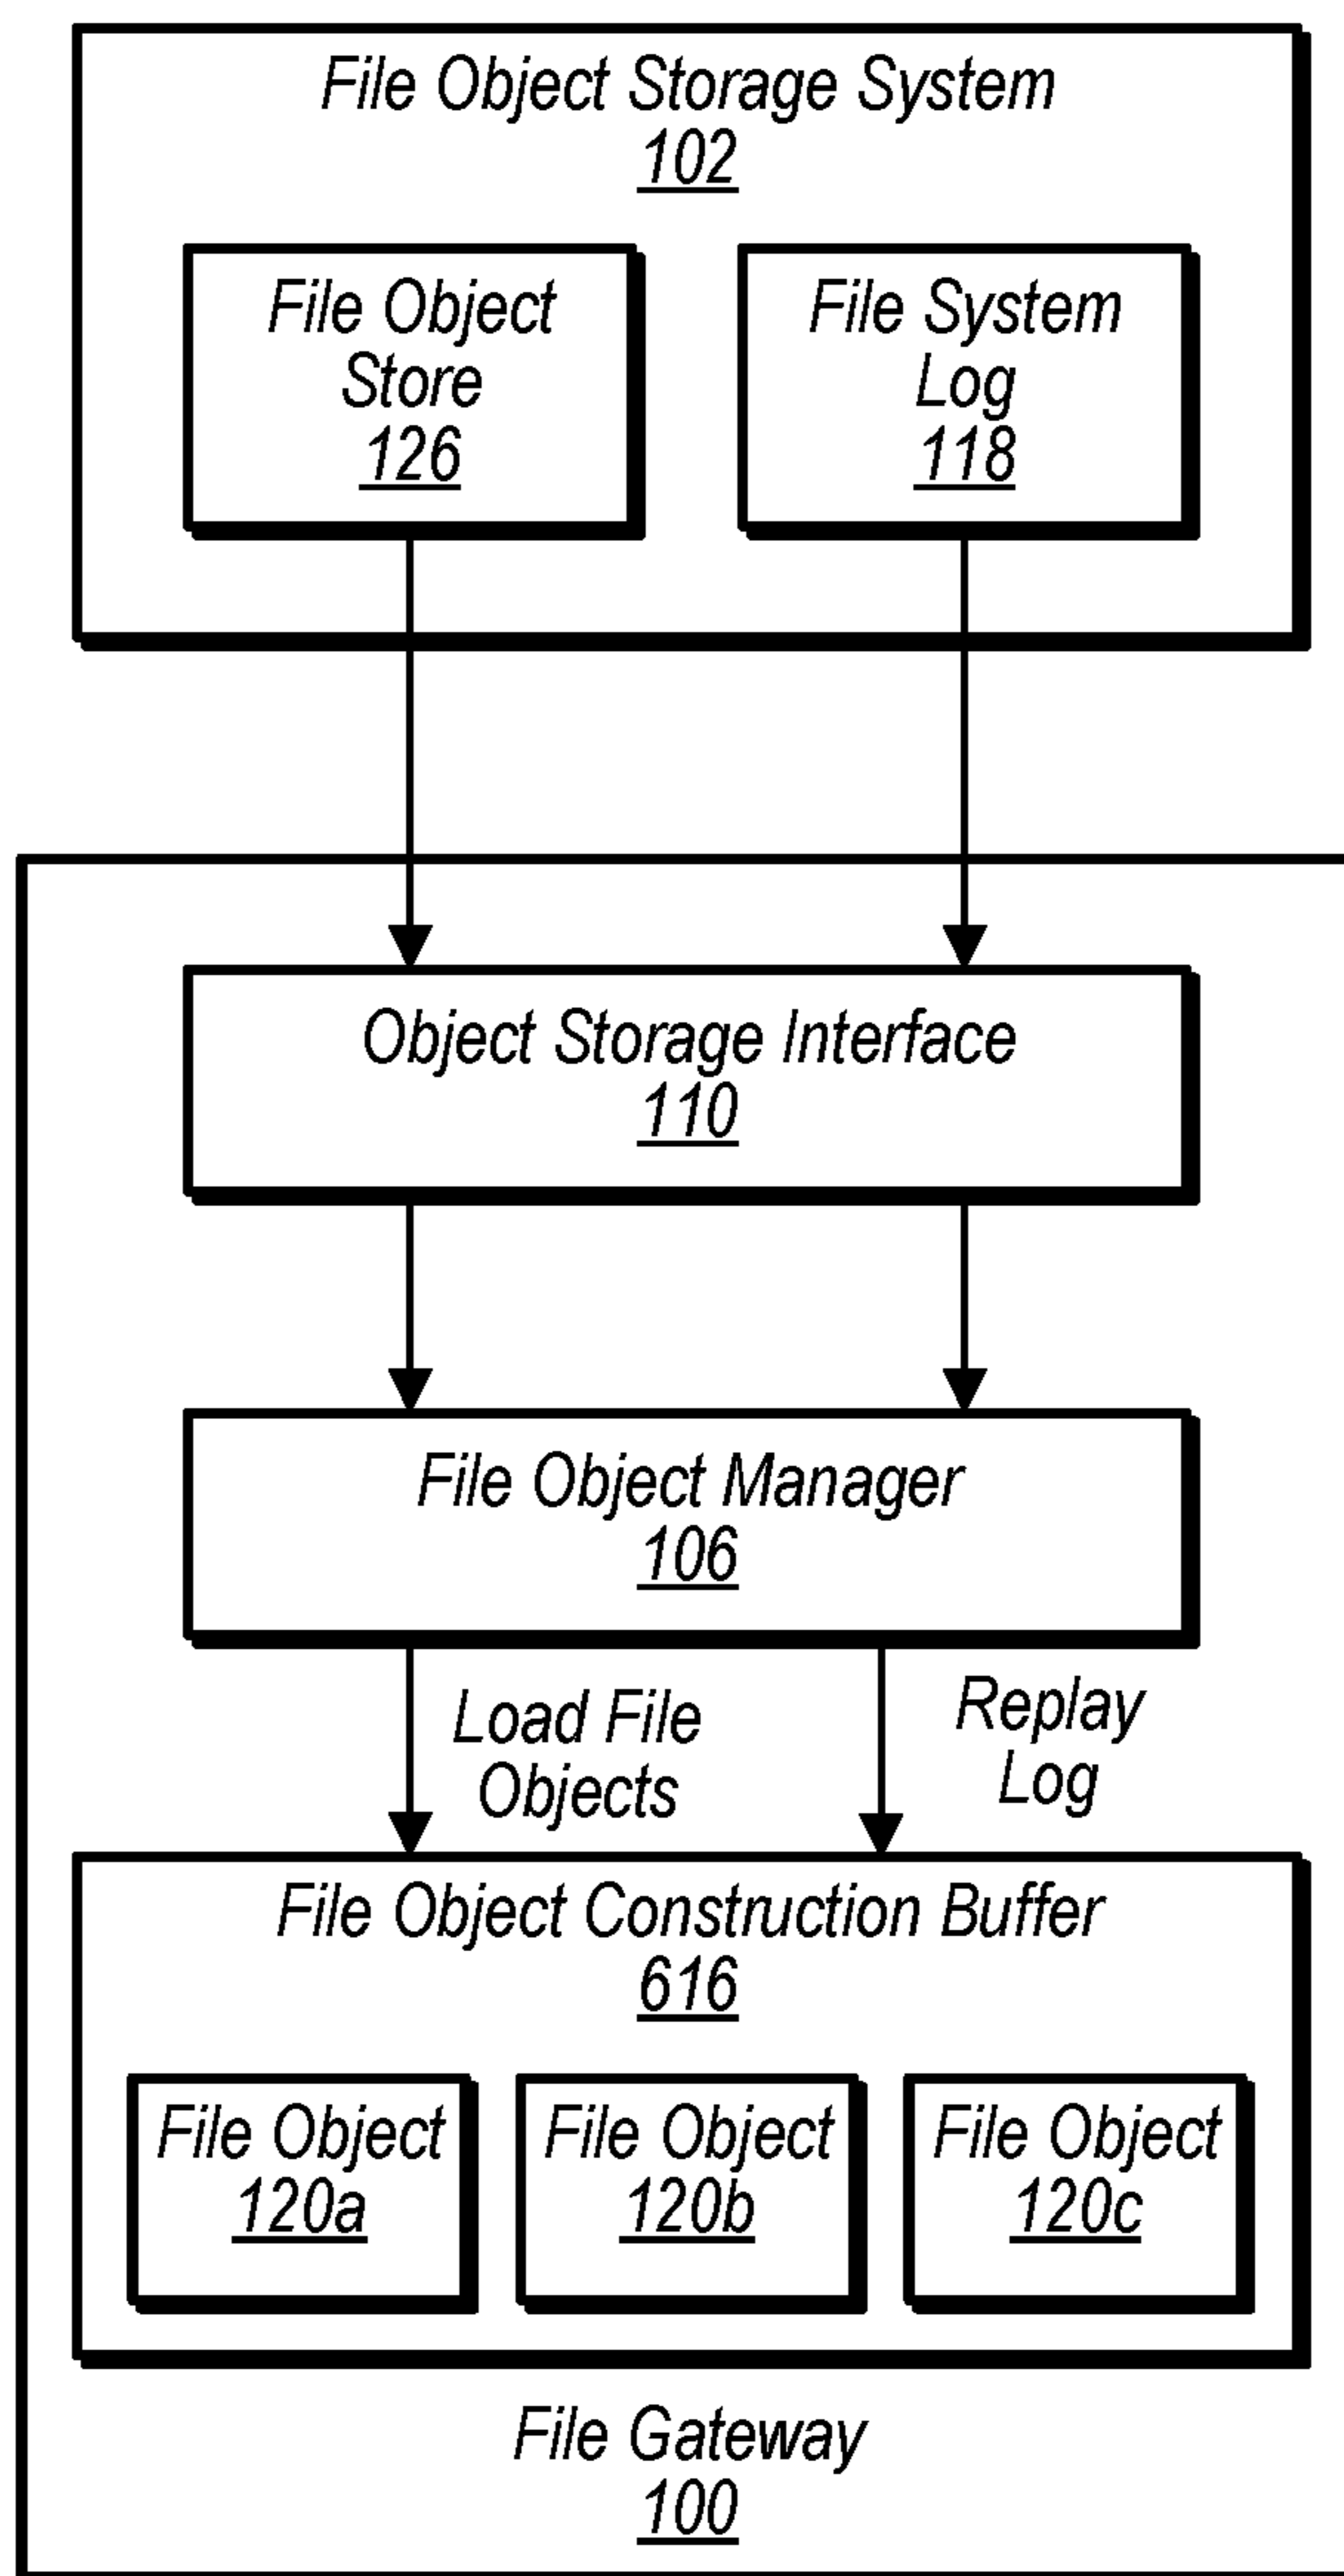 File Object Storage System
102
File Object
Store
126
File System
Log
118
Object Storage Interface
110
File Object Manager
106
Load File
Objects
Replay
Log
File Object Construction Buffer
616
File Object
120a
File Object
120b
File Object
120c
File Gateway
100